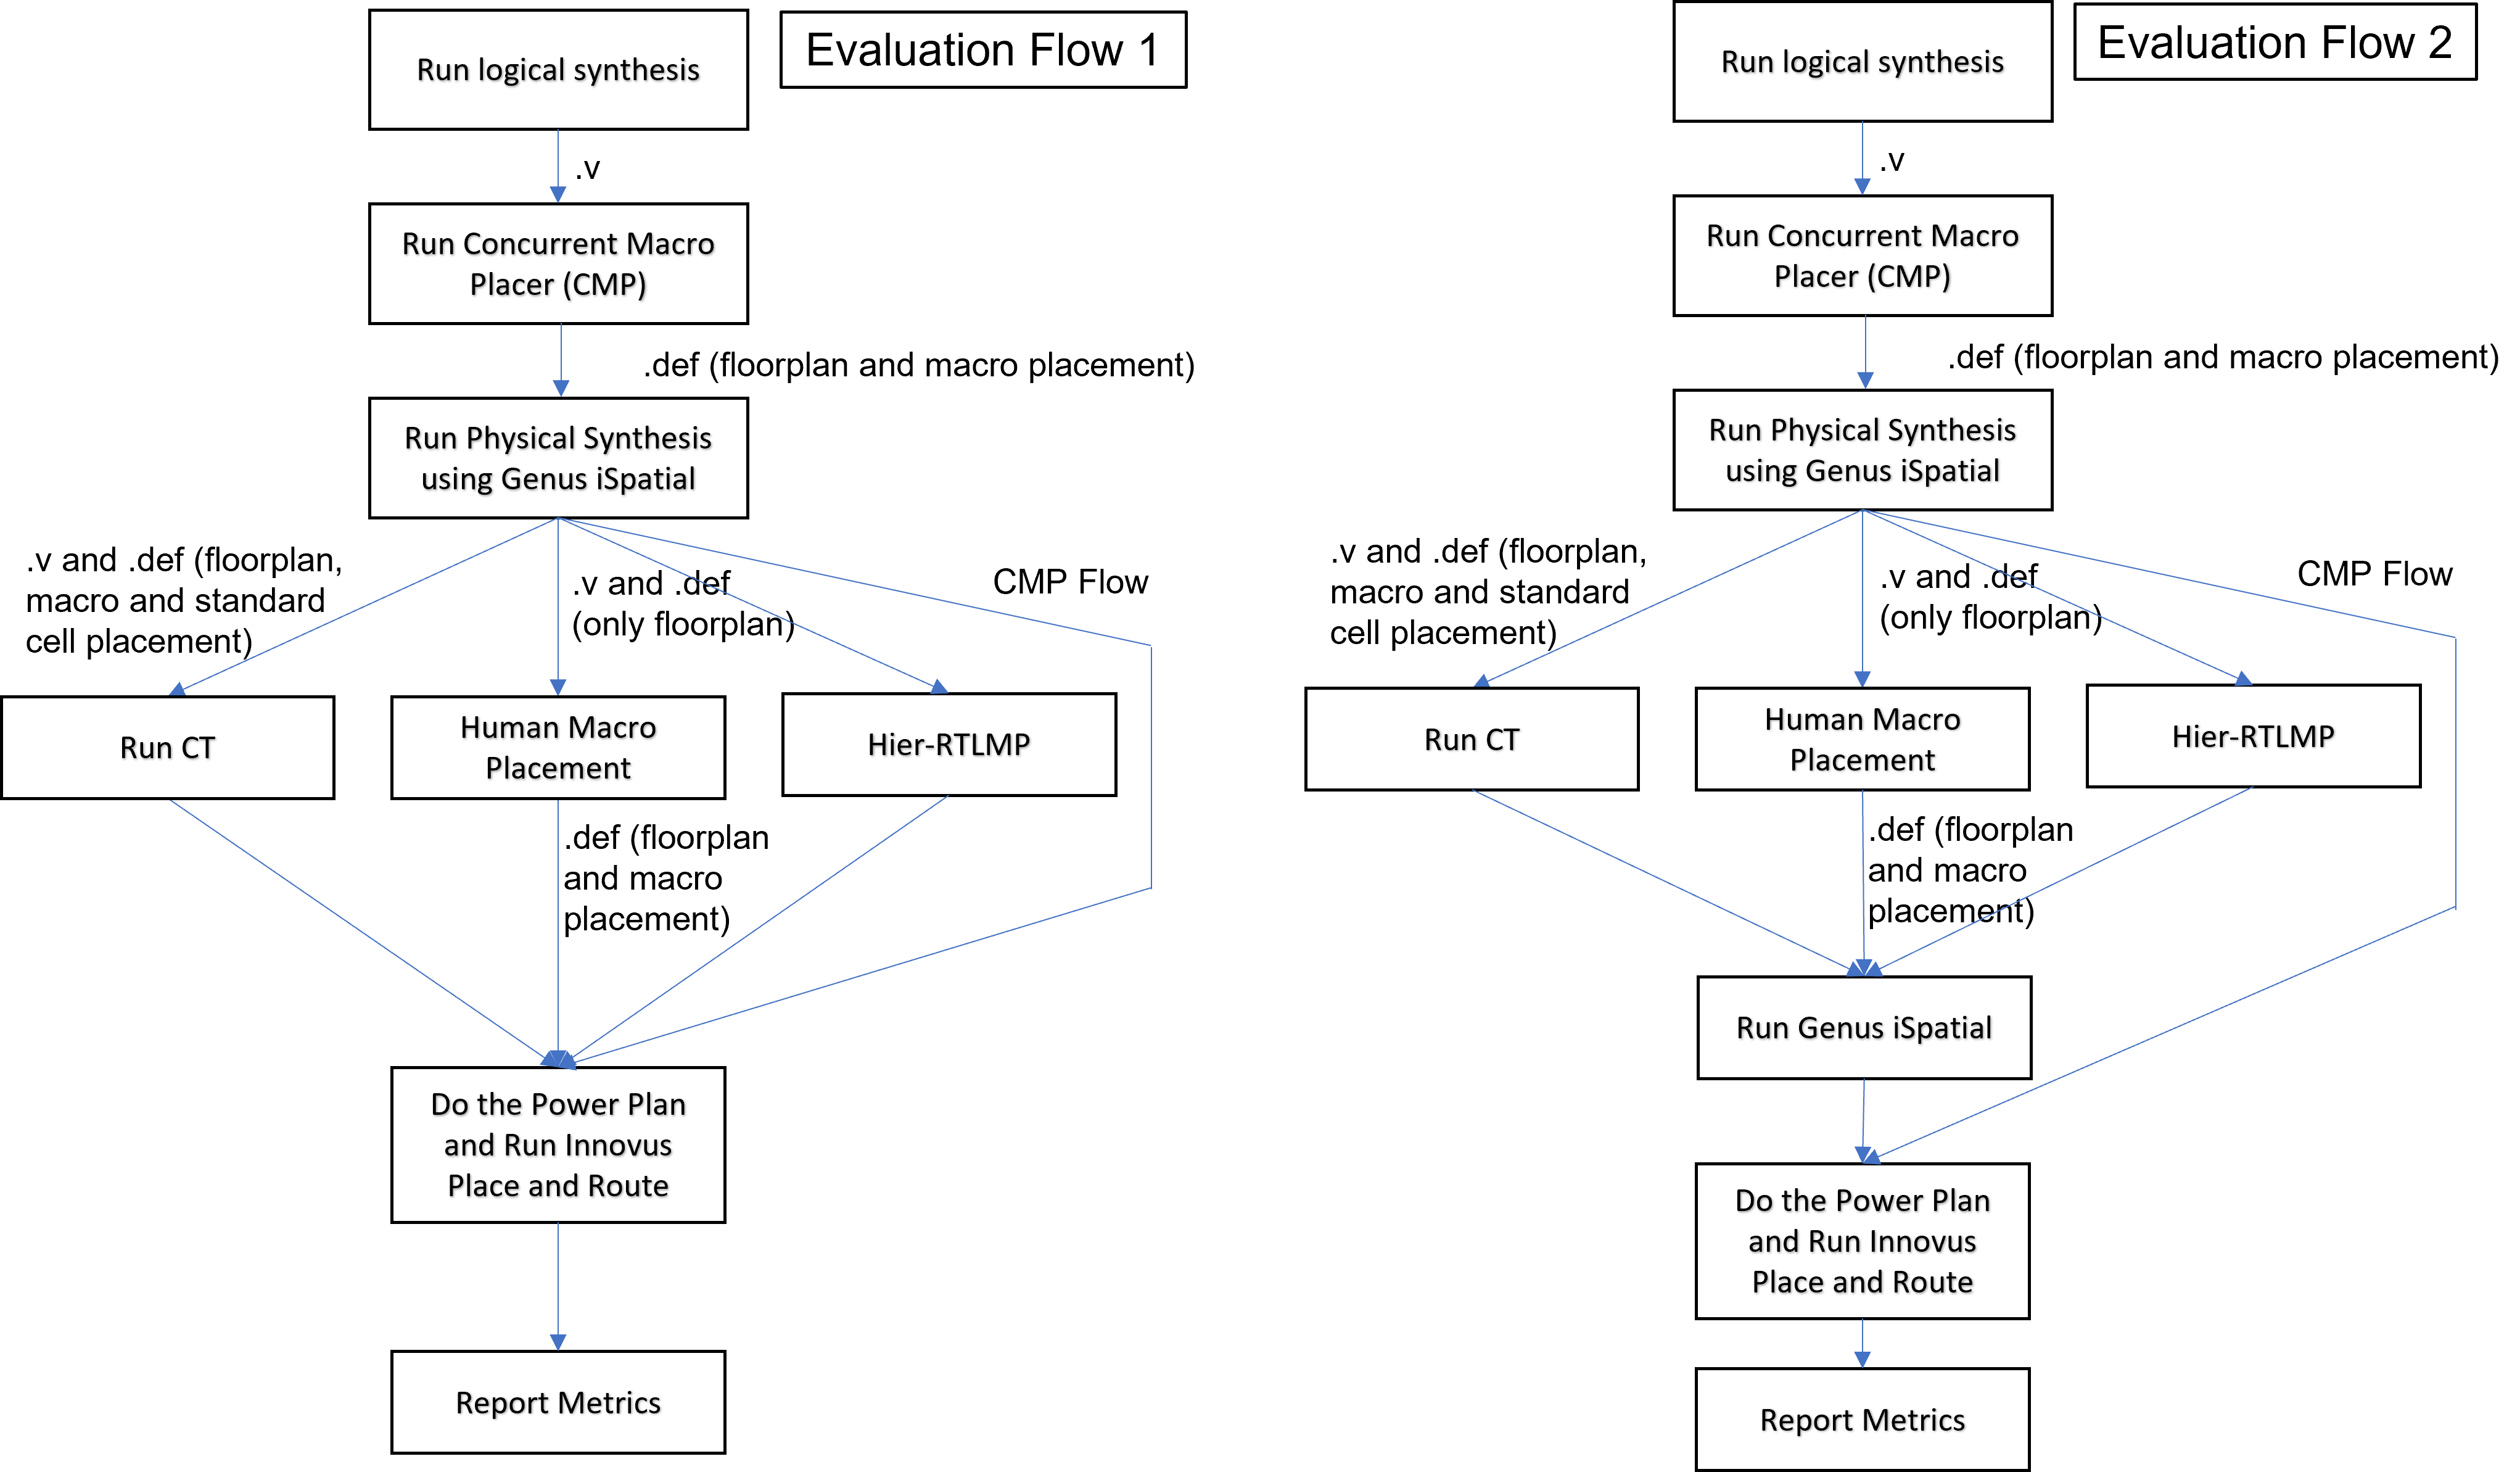 Run logical synthesis
Evaluation Flow 1
.v
Run Concurrent Macro
Placer (CMP)
.def (floorplan and macro placement)
Run Physical Synthesis
using Genus iSpatial
.v and .def (floorplan,
macro and standard
cell placement)
.v and .def
(only floorplan)
CMP Flow
Run CT
Human Macro
Placement
Hier-RTLMP
.def (floorplan
and macro
placement)
Do the Power Plan
and Run Innovus
Place and Route
Report Metrics
Run logical synthesis
Evaluation Flow 2
.v
Run Concurrent Macro
Placer (CMP)
.def (floorplan and macro placement)
Run Physical Synthesis
using Genus iSpatial
.v and .def (floorplan,
macro and standard
cell placement)
.v and .def
(only floorplan)
CMP Flow
Run CT
Human Macro
Placement
Hier-RTLMP
.def (floorplan
and macro
placement)
Run Genus iSpatial
Do the Power Plan
and Run Innovus
Place and Route
Report Metrics